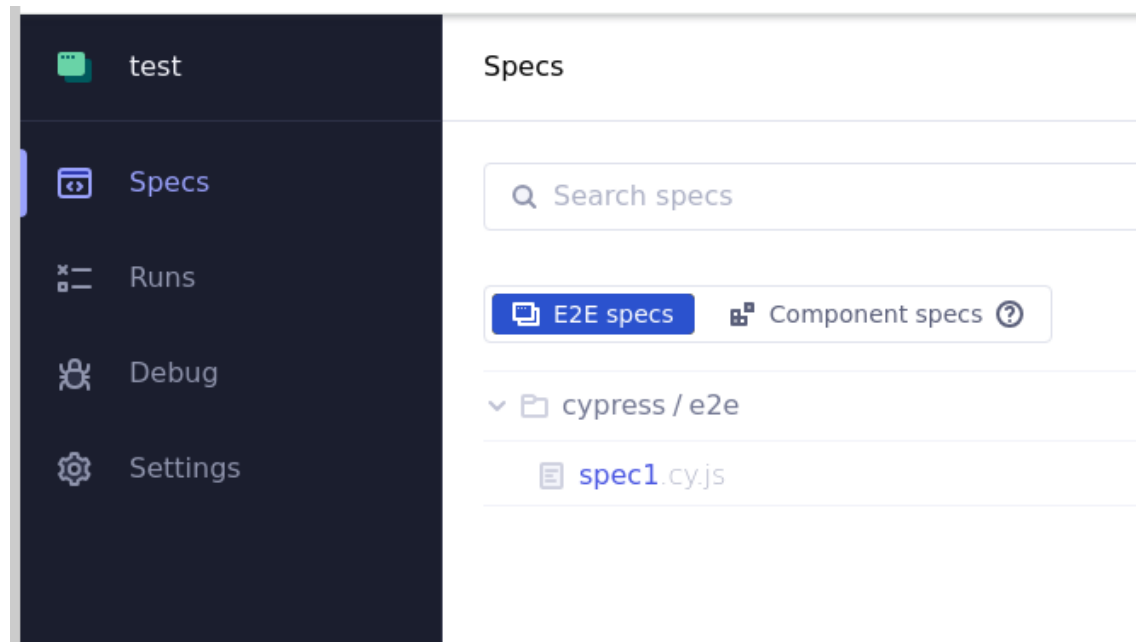 test
Specs
Runs
Debug
Settings
Specs
Search specs
E2E specs Component specs
cypress / e2e
spec1.cy.js